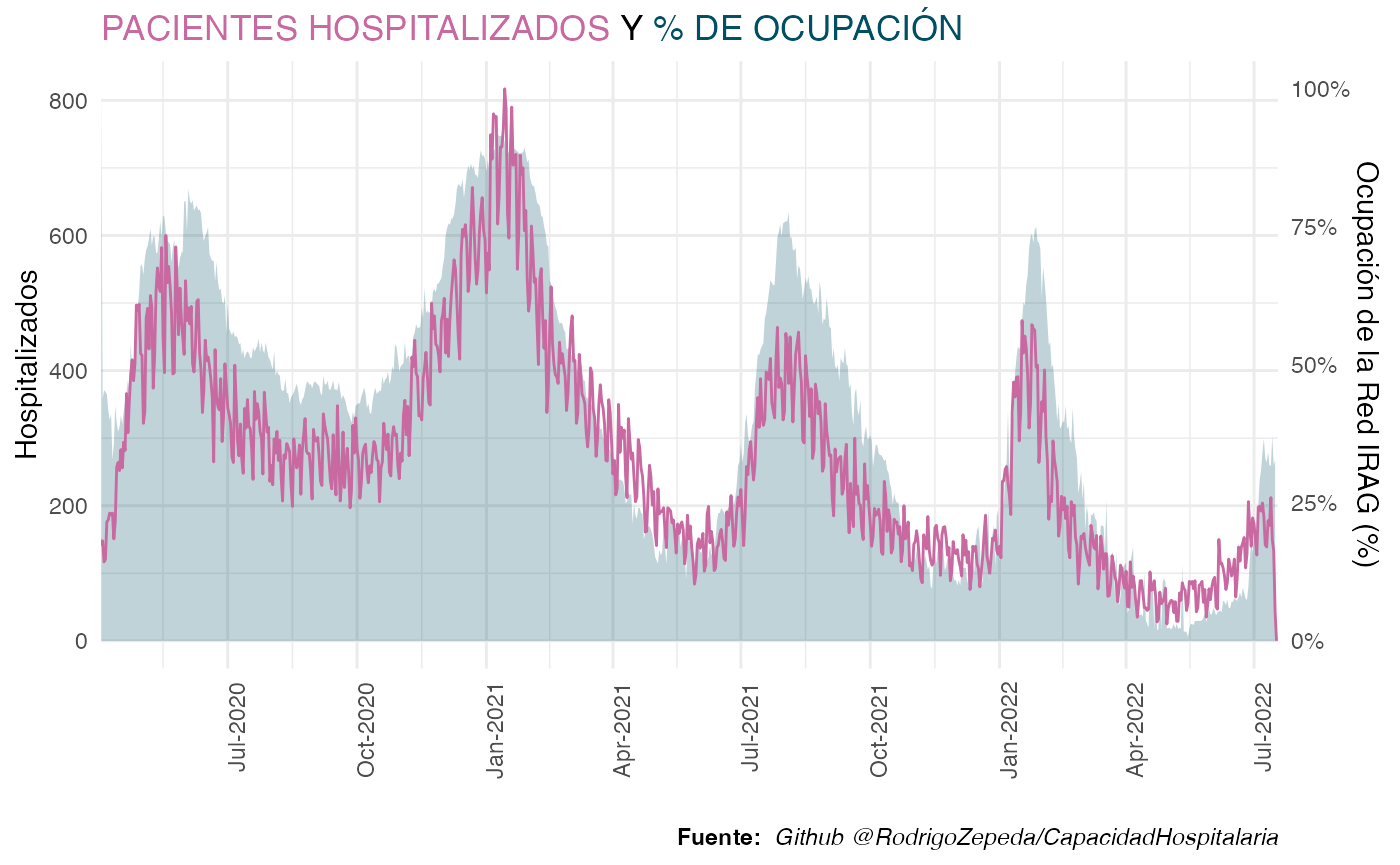 PACIENTES HOSPITALIZADOS Y % DE OCUPACIÓN
Hospitalizados
800
600
400
200
0
100%
75%
50%
25%
0%
Ocupación de la Red IRAG (%)
Jul-2020
Oct-2020
Jan-2021
Apr-2021
Jul-2021
Oct-2021
Jan-2022
Apr-2022
Jul-2022
Fuente: Github @RodrigoZepeda/CapacidadHospitalaria